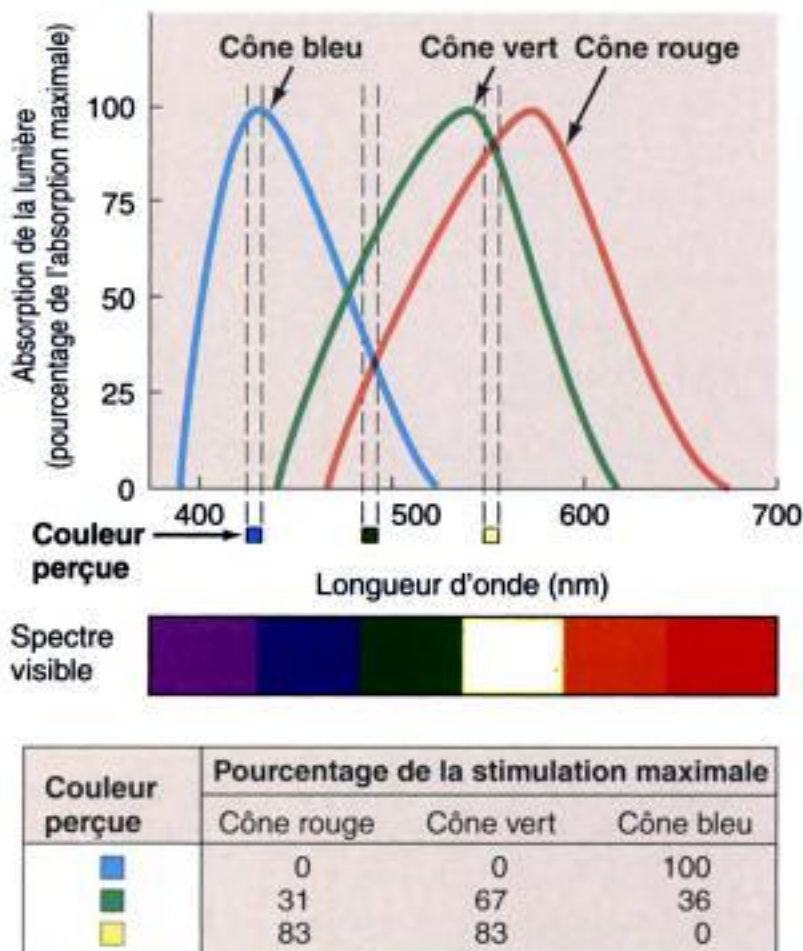 Cône bleu
Cône vert
Cône rouge
Absorption de la lumière
(pourcentage de l'absorption maximale)
100
75
50
25
0
400
500
600
700
Couleur
perçue
Longueur d'onde (nm)
Spectre
visible
Couleur
perçue
Pourcentage de la stimulation maximale
Cône rouge Cône vert Cône bleu
0 0 100
31 67 36
83 83 0